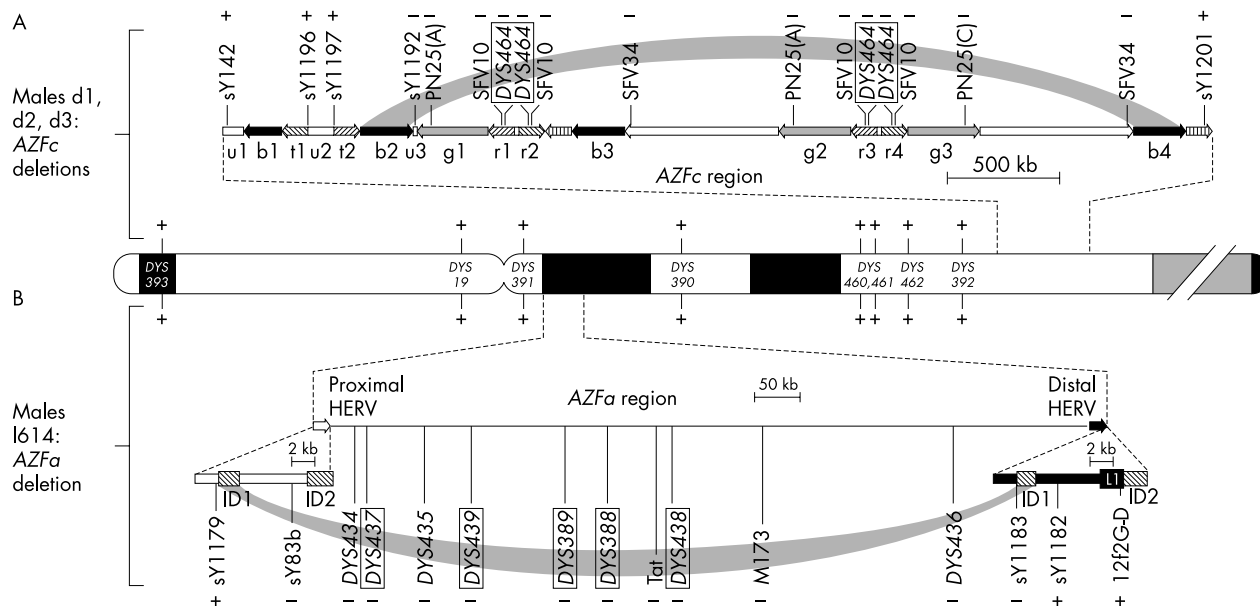 A
+ + + – – – – – – – – – – +
sY142 sY1196 sY1197 sY1192 PN25(A) SFV10 DYS464 DYS464 SFV10 SFV34 PN25(A) SFV10 DYS464 DYS464 SFV10 PN25(C) SFV34 sY1201
Males d1,
d2, d3:
AZFc
deletions
u1 b1 t1 u2 t2 b2 u3 g1 r1 r2 b3 g2 r3 r4 g3 b4
AZFc region
500 kb
+ + + + + + + +
DYS 393 DYS 19 DYS 391 DYS 390 DYS 460,461 DYS 462 DYS 392
+ + + + + + + +
B
Males
I614:
AZFa
deletion
Proximal
HERV
AZFa region
50 kb
Distal
HERV
2 kb
2 kb
L1
ID1 ID2 ID1 ID2
sY1179 sY83b DYS434 DYS437 DYS435 DYS439 DYS389 DYS388 Tat DYS438 M173 DYS436 sY1183 sY1182 12f2G-D
+ – – – – – – – – – – – – + +